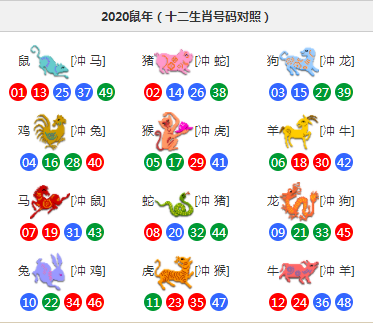 2020鼠年（十二生肖号码对照）
鼠 [冲 马] 猪 [冲 蛇] 狗 [冲 龙]
01 13 25 37 49 02 14 26 38 03 15 27 39
鸡 [冲 兔] 猴 [冲 虎] 羊 [冲 牛]
04 16 28 40 05 17 29 41 06 18 30 42
马 [冲 鼠] 蛇 [冲 猪] 龙 [冲 狗]
07 19 31 43 08 20 32 44 09 21 33 45
兔 [冲 鸡] 虎 [冲 猴] 牛 [冲 羊]
10 22 34 46 11 23 35 47 12 24 36 48